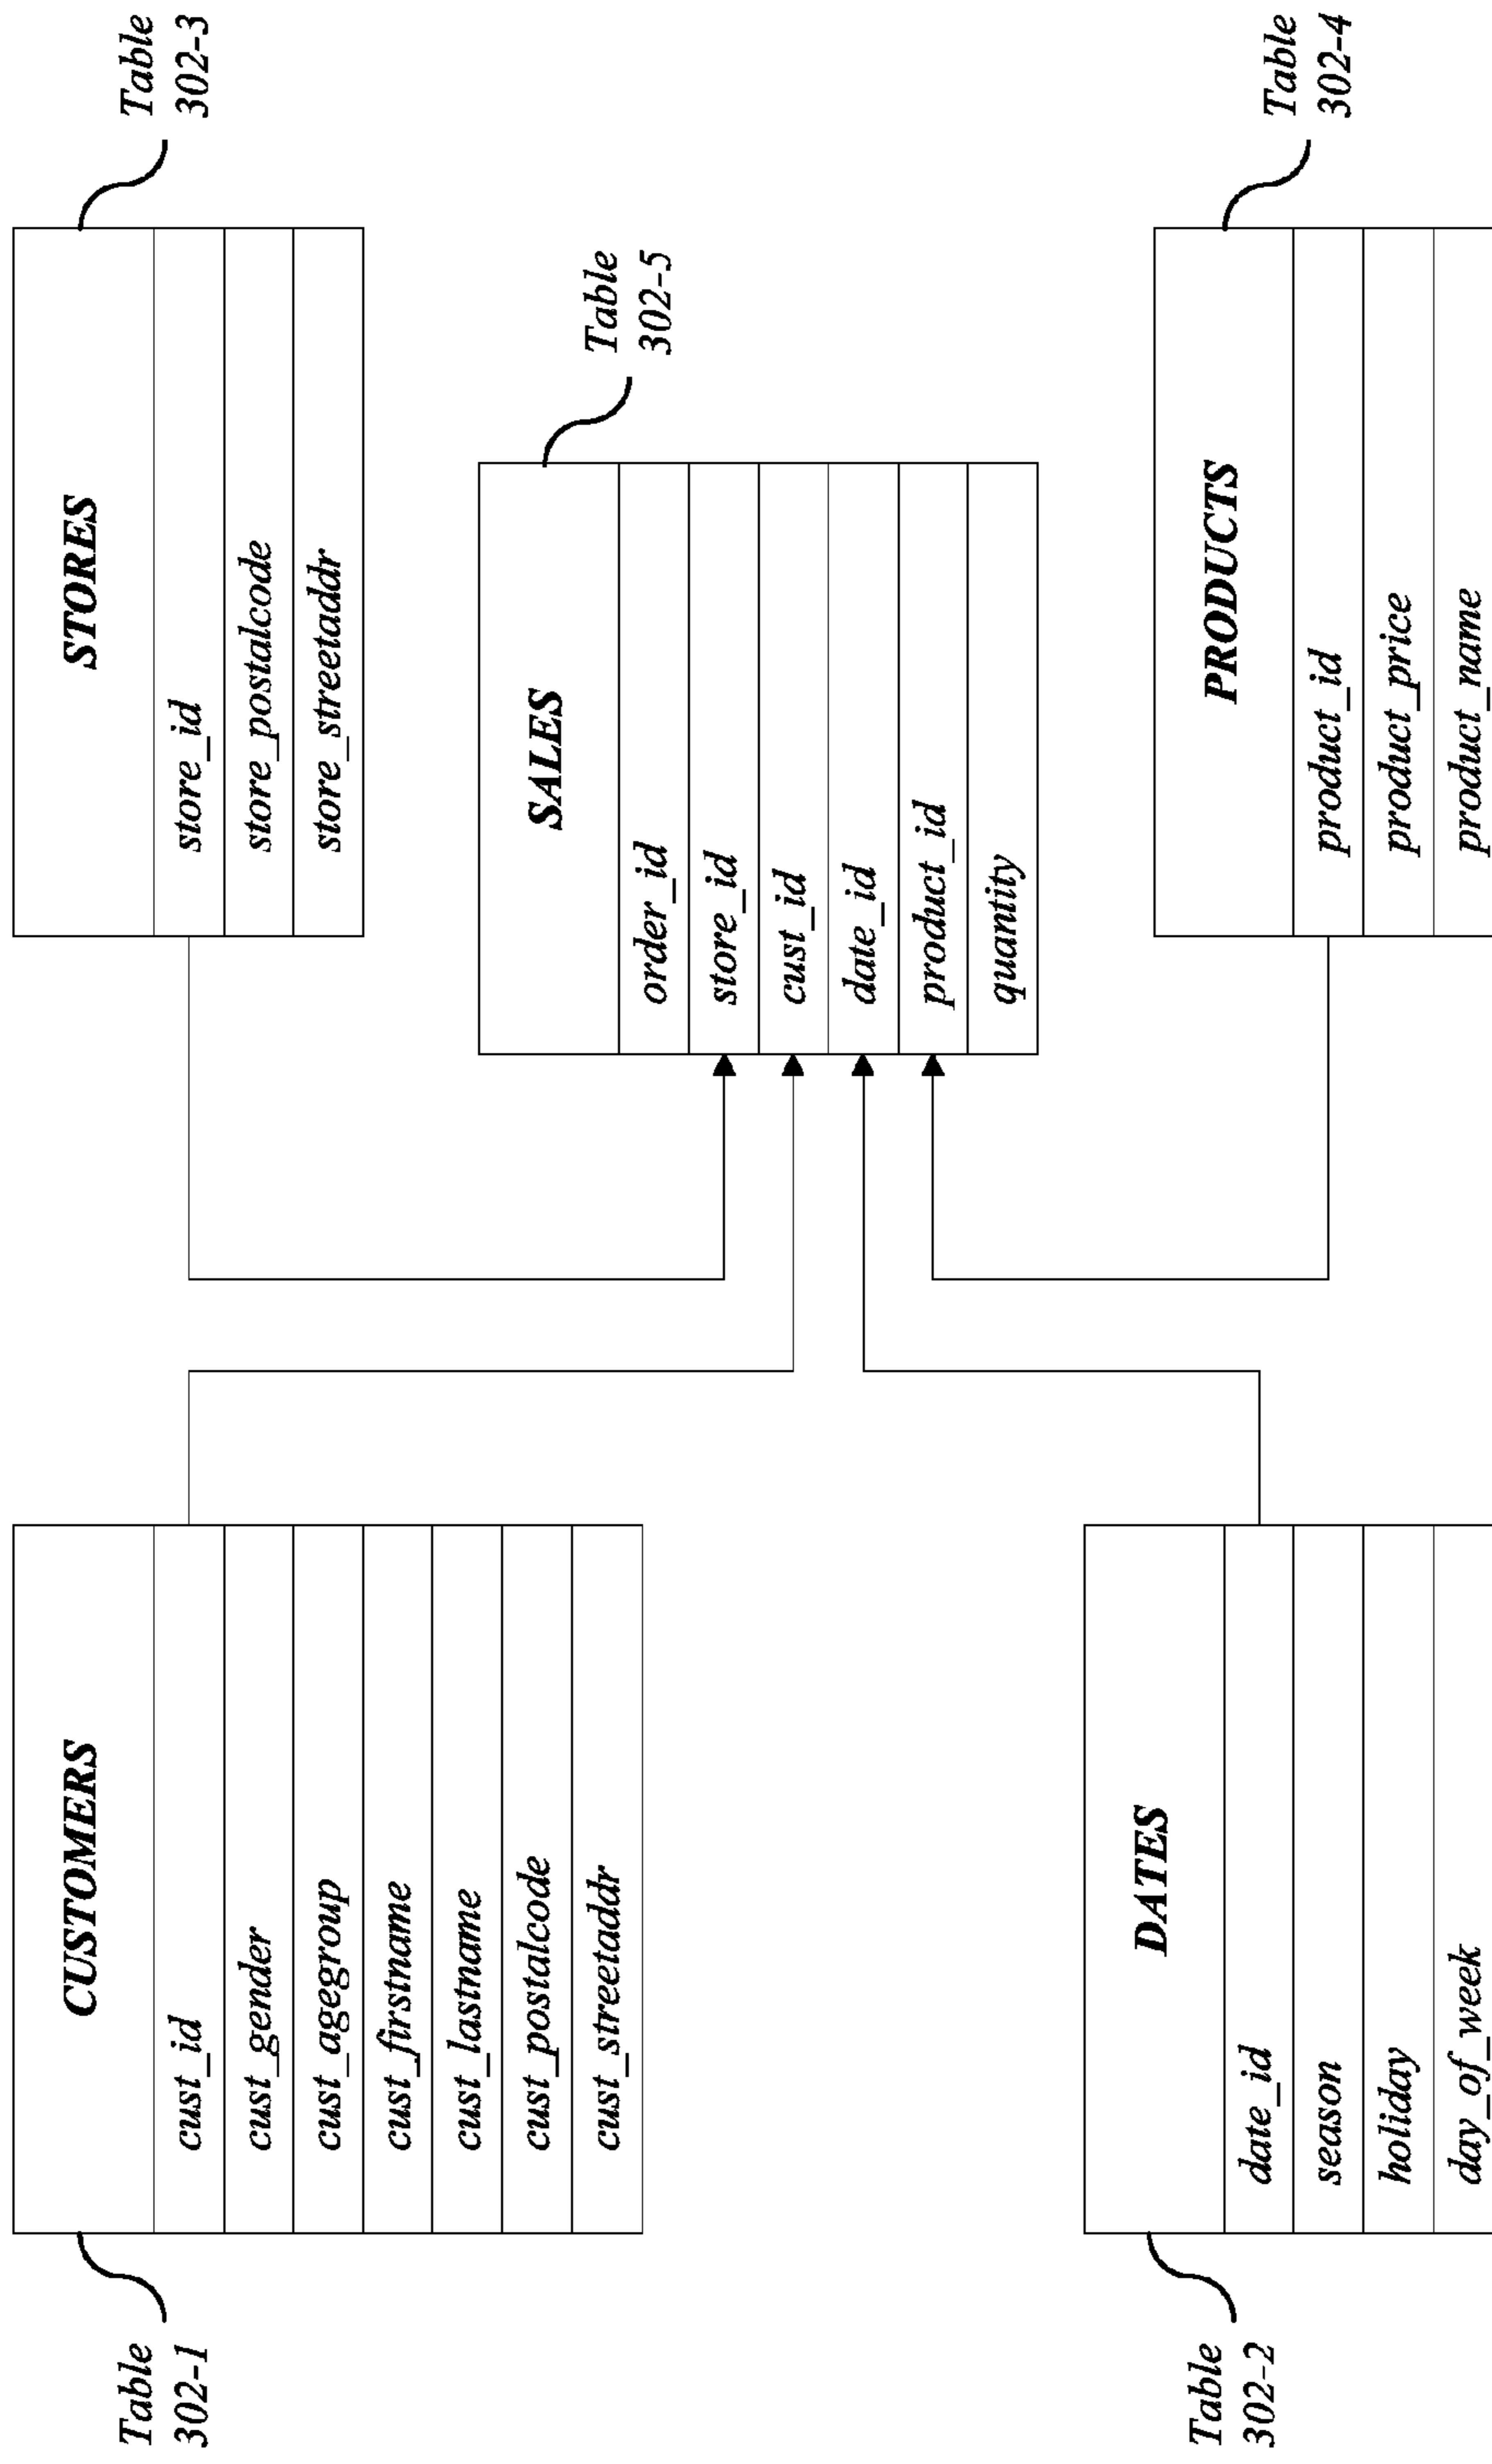 Table
302-1
CUSTOMERS
cust_id
cust_gender
cust_agegroup
cust_firstname
cust_lastname
cust_postalcode
cust_streetaddr
Table
302-3
STORES
store_id
store_postalcode
store_streetaddr
Table
302-5
SALES
order_id
store_id
cust_id
date_id
product_id
quantity
Table
302-2
DATES
date_id
season
holiday
day_of_week
Table
302-4
PRODUCTS
product_id
product_price
product_name